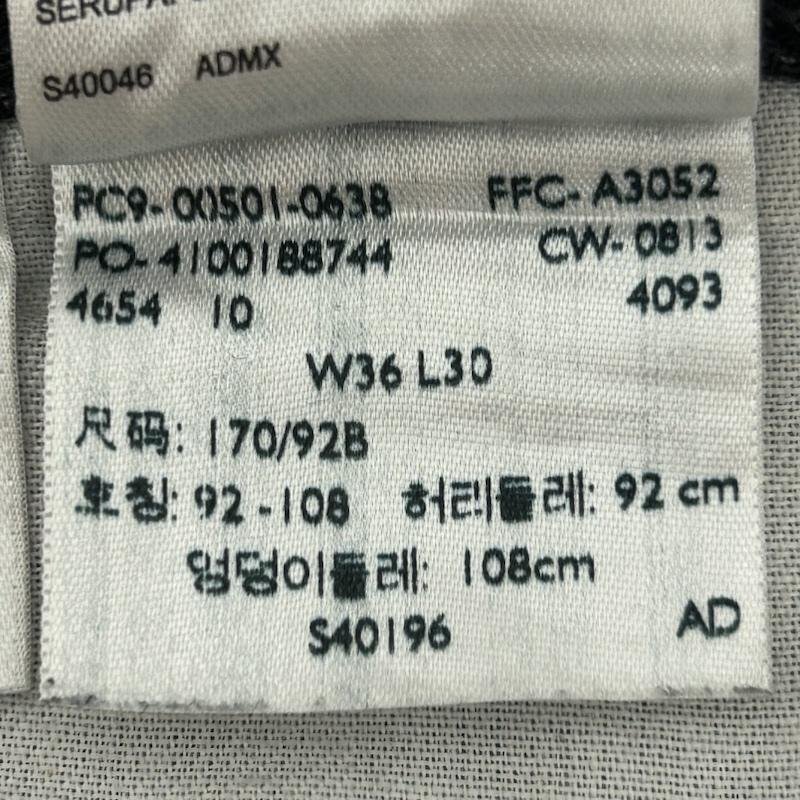 S40046 ADMX
PC9-00501-0638 FFC-A3052
PO-4100188744 CW-0813
4654 10 4093
W36 L30
尺码: 170/92B
호칭: 92-108 허리둘레: 92 cm
엉덩이둘레: 108cm
S40196 AD